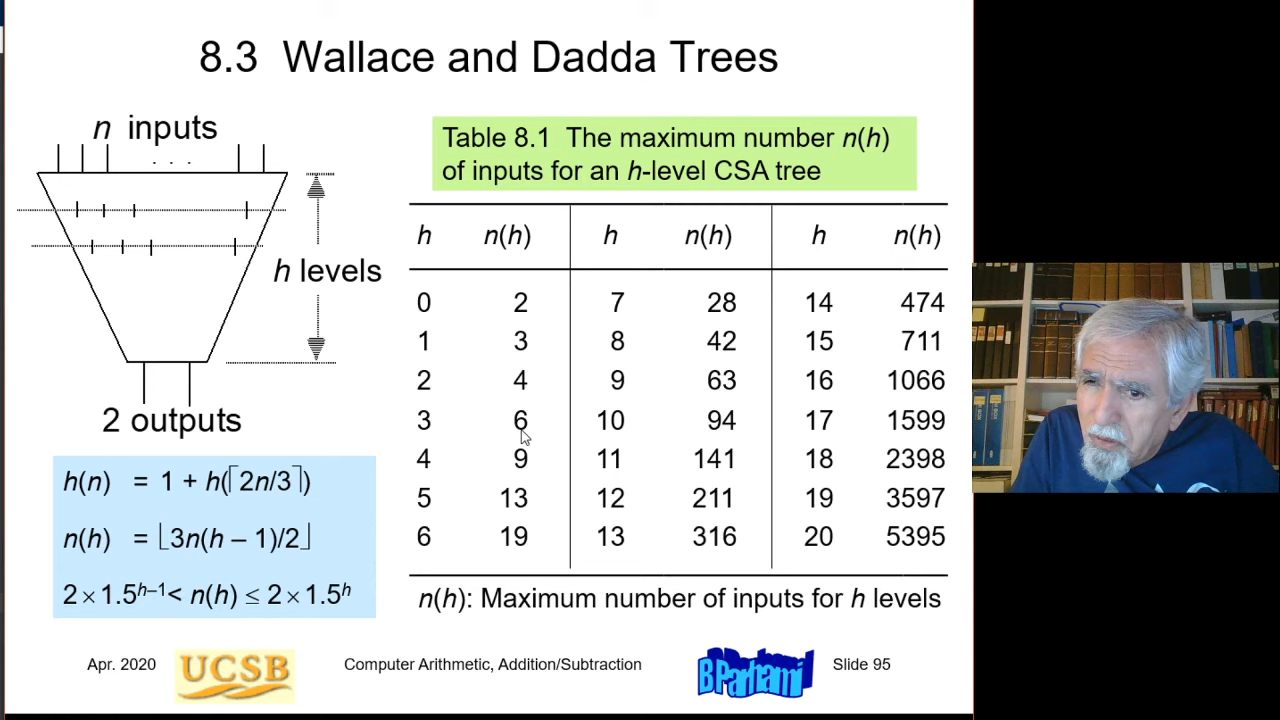 8.3 Wallace and Dadda Trees
n inputs
. . .
h levels
2 outputs
h(n) = 1 + h(⌈2n/3⌉)
n(h) = ⌊3n(h – 1)/2⌋
2 × 1.5^h–1 < n(h) ≤ 2 × 1.5^h
Table 8.1 The maximum number n(h)
of inputs for an h-level CSA tree
h n(h) h n(h) h n(h)
0 2 7 28 14 474
1 3 8 42 15 711
2 4 9 63 16 1066
3 6 10 94 17 1599
4 9 11 141 18 2398
5 13 12 211 19 3597
6 19 13 316 20 5395
n(h): Maximum number of inputs for h levels
Apr. 2020 UCSB Computer Arithmetic, Addition/Subtraction B Parhami Slide 95